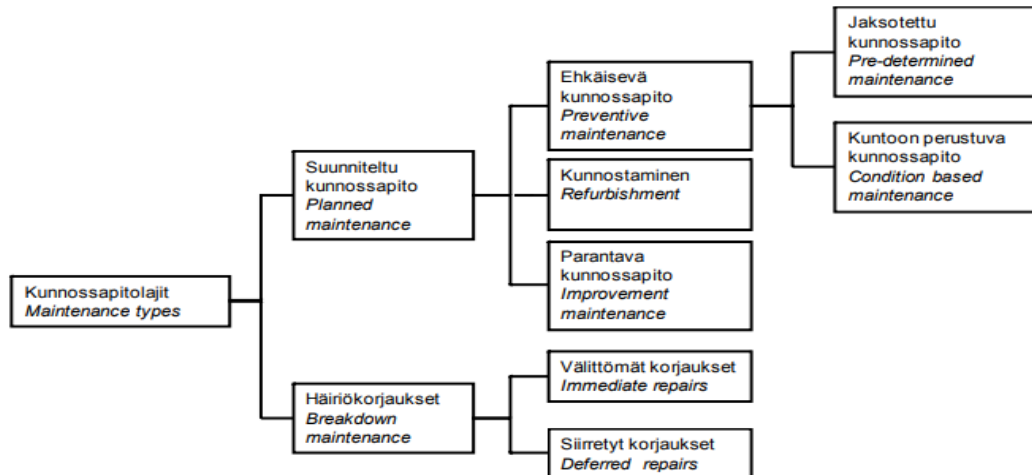 Kunnossapitolajit
Maintenance types
Suunniteltu
kunnossapito
Planned
maintenance
Ehkäisevä
kunnossapito
Preventive
maintenance
Jaksotettu
kunnossapito
Pre-determined
maintenance
Kuntoon perustuva
kunnossapito
Condition based
maintenance
Kunnostaminen
Refurbishment
Parantava
kunnossapito
Improvement
maintenance
Häiriökorjaukset
Breakdown
maintenance
Välittömät korjaukset
Immediate repairs
Siirretyt korjaukset
Deferred repairs